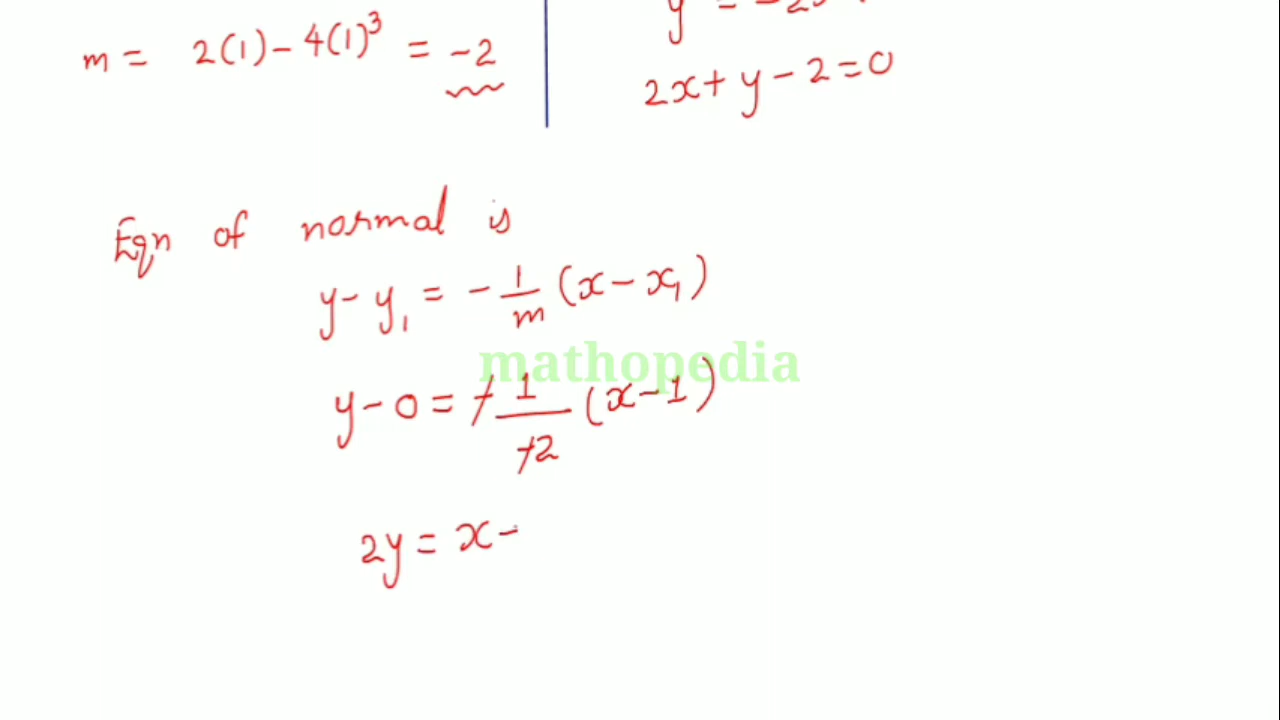 m = 2(1) - 4(1)³ = -2
2x + y - 2 = 0
Eqn of normal is
y - y₁ = - 1/m (x - x₁)
mathopedia
y - 0 = - 1/-2 (x - 1)
2y = x -